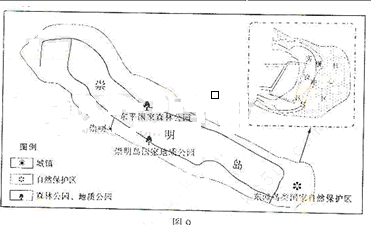 崇
东平国家森林公园
明
崇明岛国家地质公园
岛
东滩鸟类国家自然保护区
图例
城镇
自然保护区
森林公园、地质公园
图9